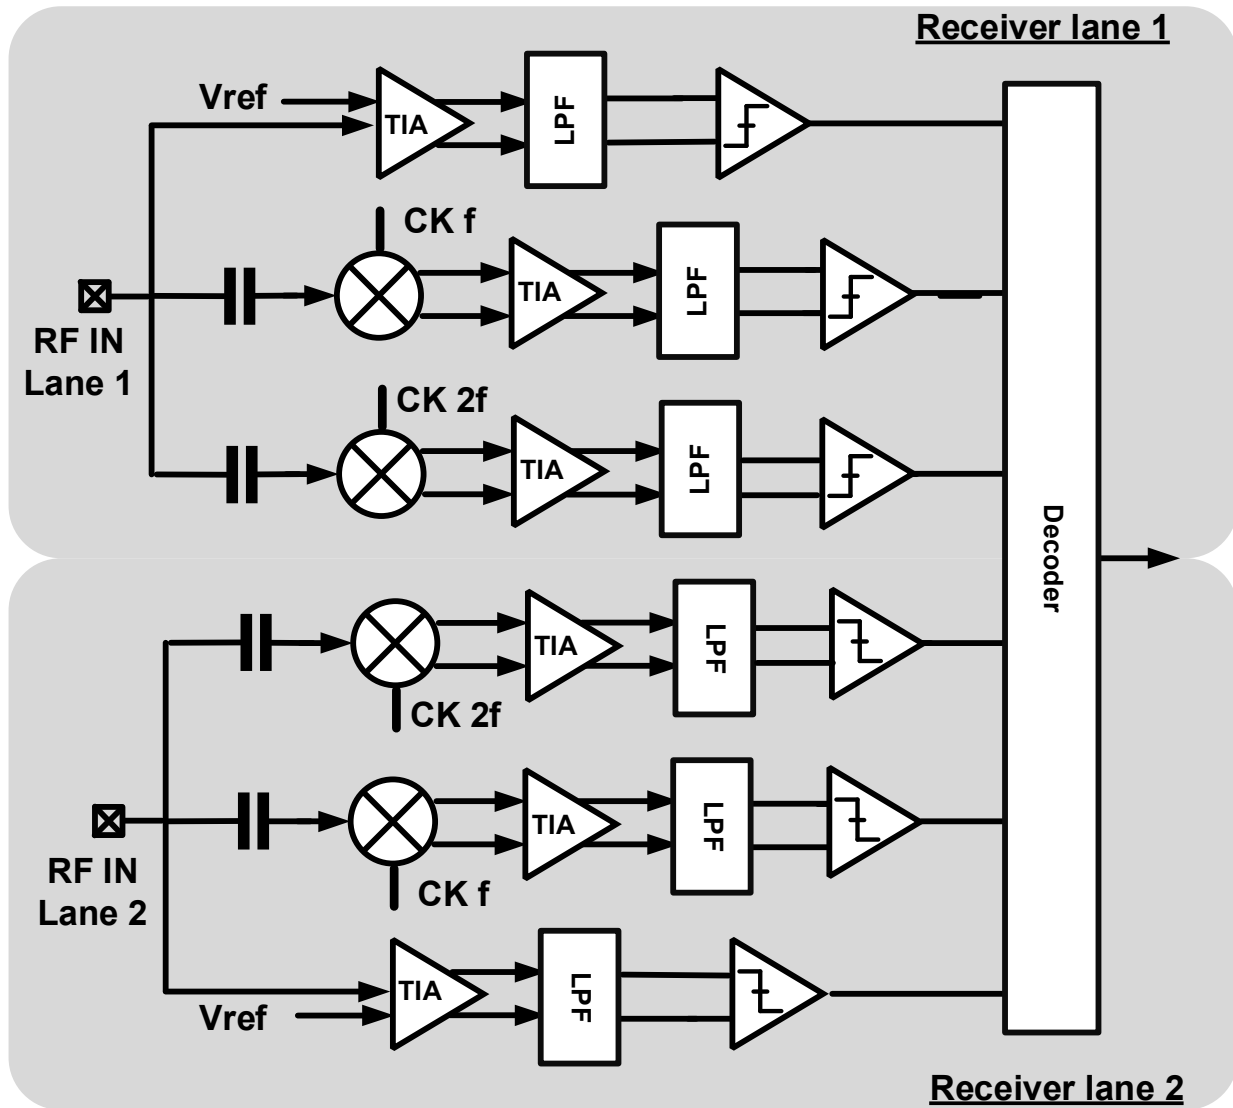 Receiver lane 1
Vref
TIA
LPF
CK f
TIA
LPF
RF IN
Lane 1
CK 2f
TIA
LPF
Decoder
TIA
LPF
CK 2f
TIA
LPF
RF IN
Lane 2
CK f
TIA
LPF
Vref
Receiver lane 2